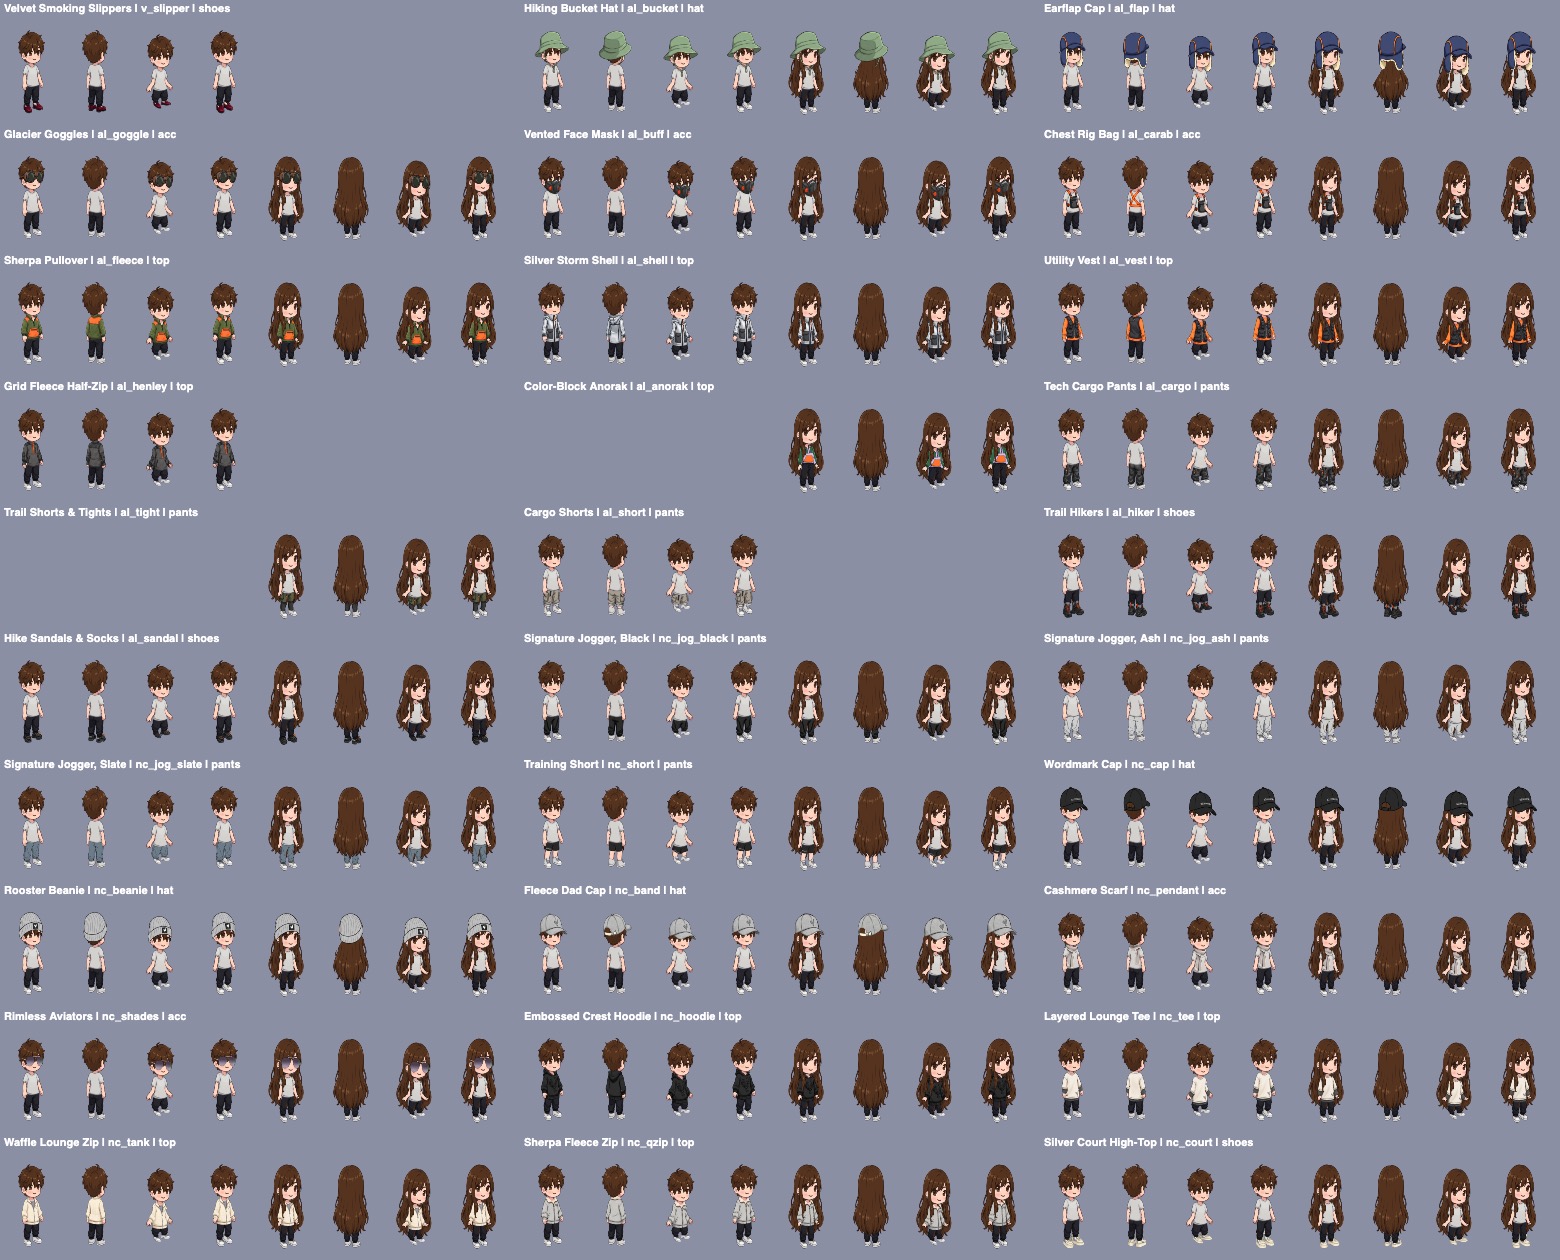 Velvet Smoking Slippers | v_slipper | shoes
Hiking Bucket Hat | al_bucket | hat
Earflap Cap | al_flap | hat
Glacier Goggles | al_goggle | acc
Vented Face Mask | al_buff | acc
Chest Rig Bag | al_carab | acc
Sherpa Pullover | al_fleece | top
Silver Storm Shell | al_shell | top
Utility Vest | al_vest | top
Grid Fleece Half-Zip | al_henley | top
Color-Block Anorak | al_anorak | top
Tech Cargo Pants | al_cargo | pants
Trail Shorts & Tights | al_tight | pants
Cargo Shorts | al_short | pants
Trail Hikers | al_hiker | shoes
Hike Sandals & Socks | al_sandal | shoes
Signature Jogger, Black | nc_jog_black | pants
Signature Jogger, Ash | nc_jog_ash | pants
Signature Jogger, Slate | nc_jog_slate | pants
Training Short | nc_short | pants
Wordmark Cap | nc_cap | hat
Rooster Beanie | nc_beanie | hat
Fleece Dad Cap | nc_band | hat
Cashmere Scarf | nc_pendant | acc
Rimless Aviators | nc_shades | acc
Embossed Crest Hoodie | nc_hoodie | top
Layered Lounge Tee | nc_tee | top
Waffle Lounge Zip | nc_tank | top
Sherpa Fleece Zip | nc_qzip | top
Silver Court High-Top | nc_court | shoes